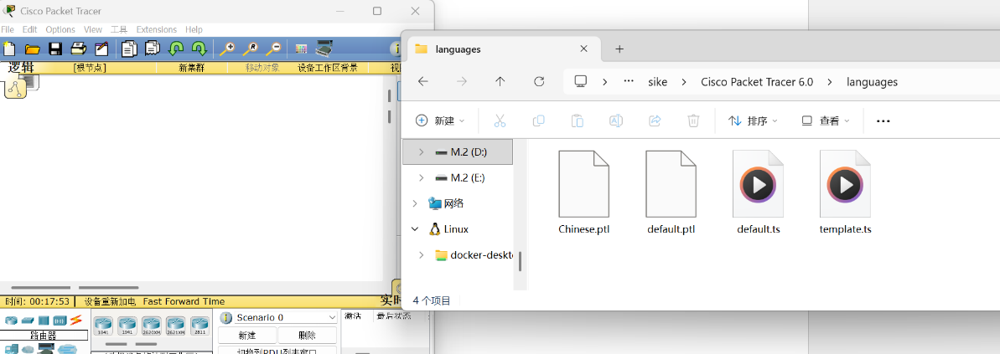 Cisco Packet Tracer
File Edit Options View 工具 Extensions Help
逻辑 [根节点] 新集群 移动对象 设备工作区背景
时间: 00:17:53 设备重新加电 Fast Forward Time
路由器
1841 1941 2620XM 2621XM 2811
Scenario 0
新建 删除
切换到PDU列表窗口
激活 最后状态
languages
sike Cisco Packet Tracer 6.0 languages
新建 排序 查看
M.2 (D:)
M.2 (E:)
网络
Linux
docker-deskt
Chinese.ptl default.ptl default.ts template.ts
4 个项目